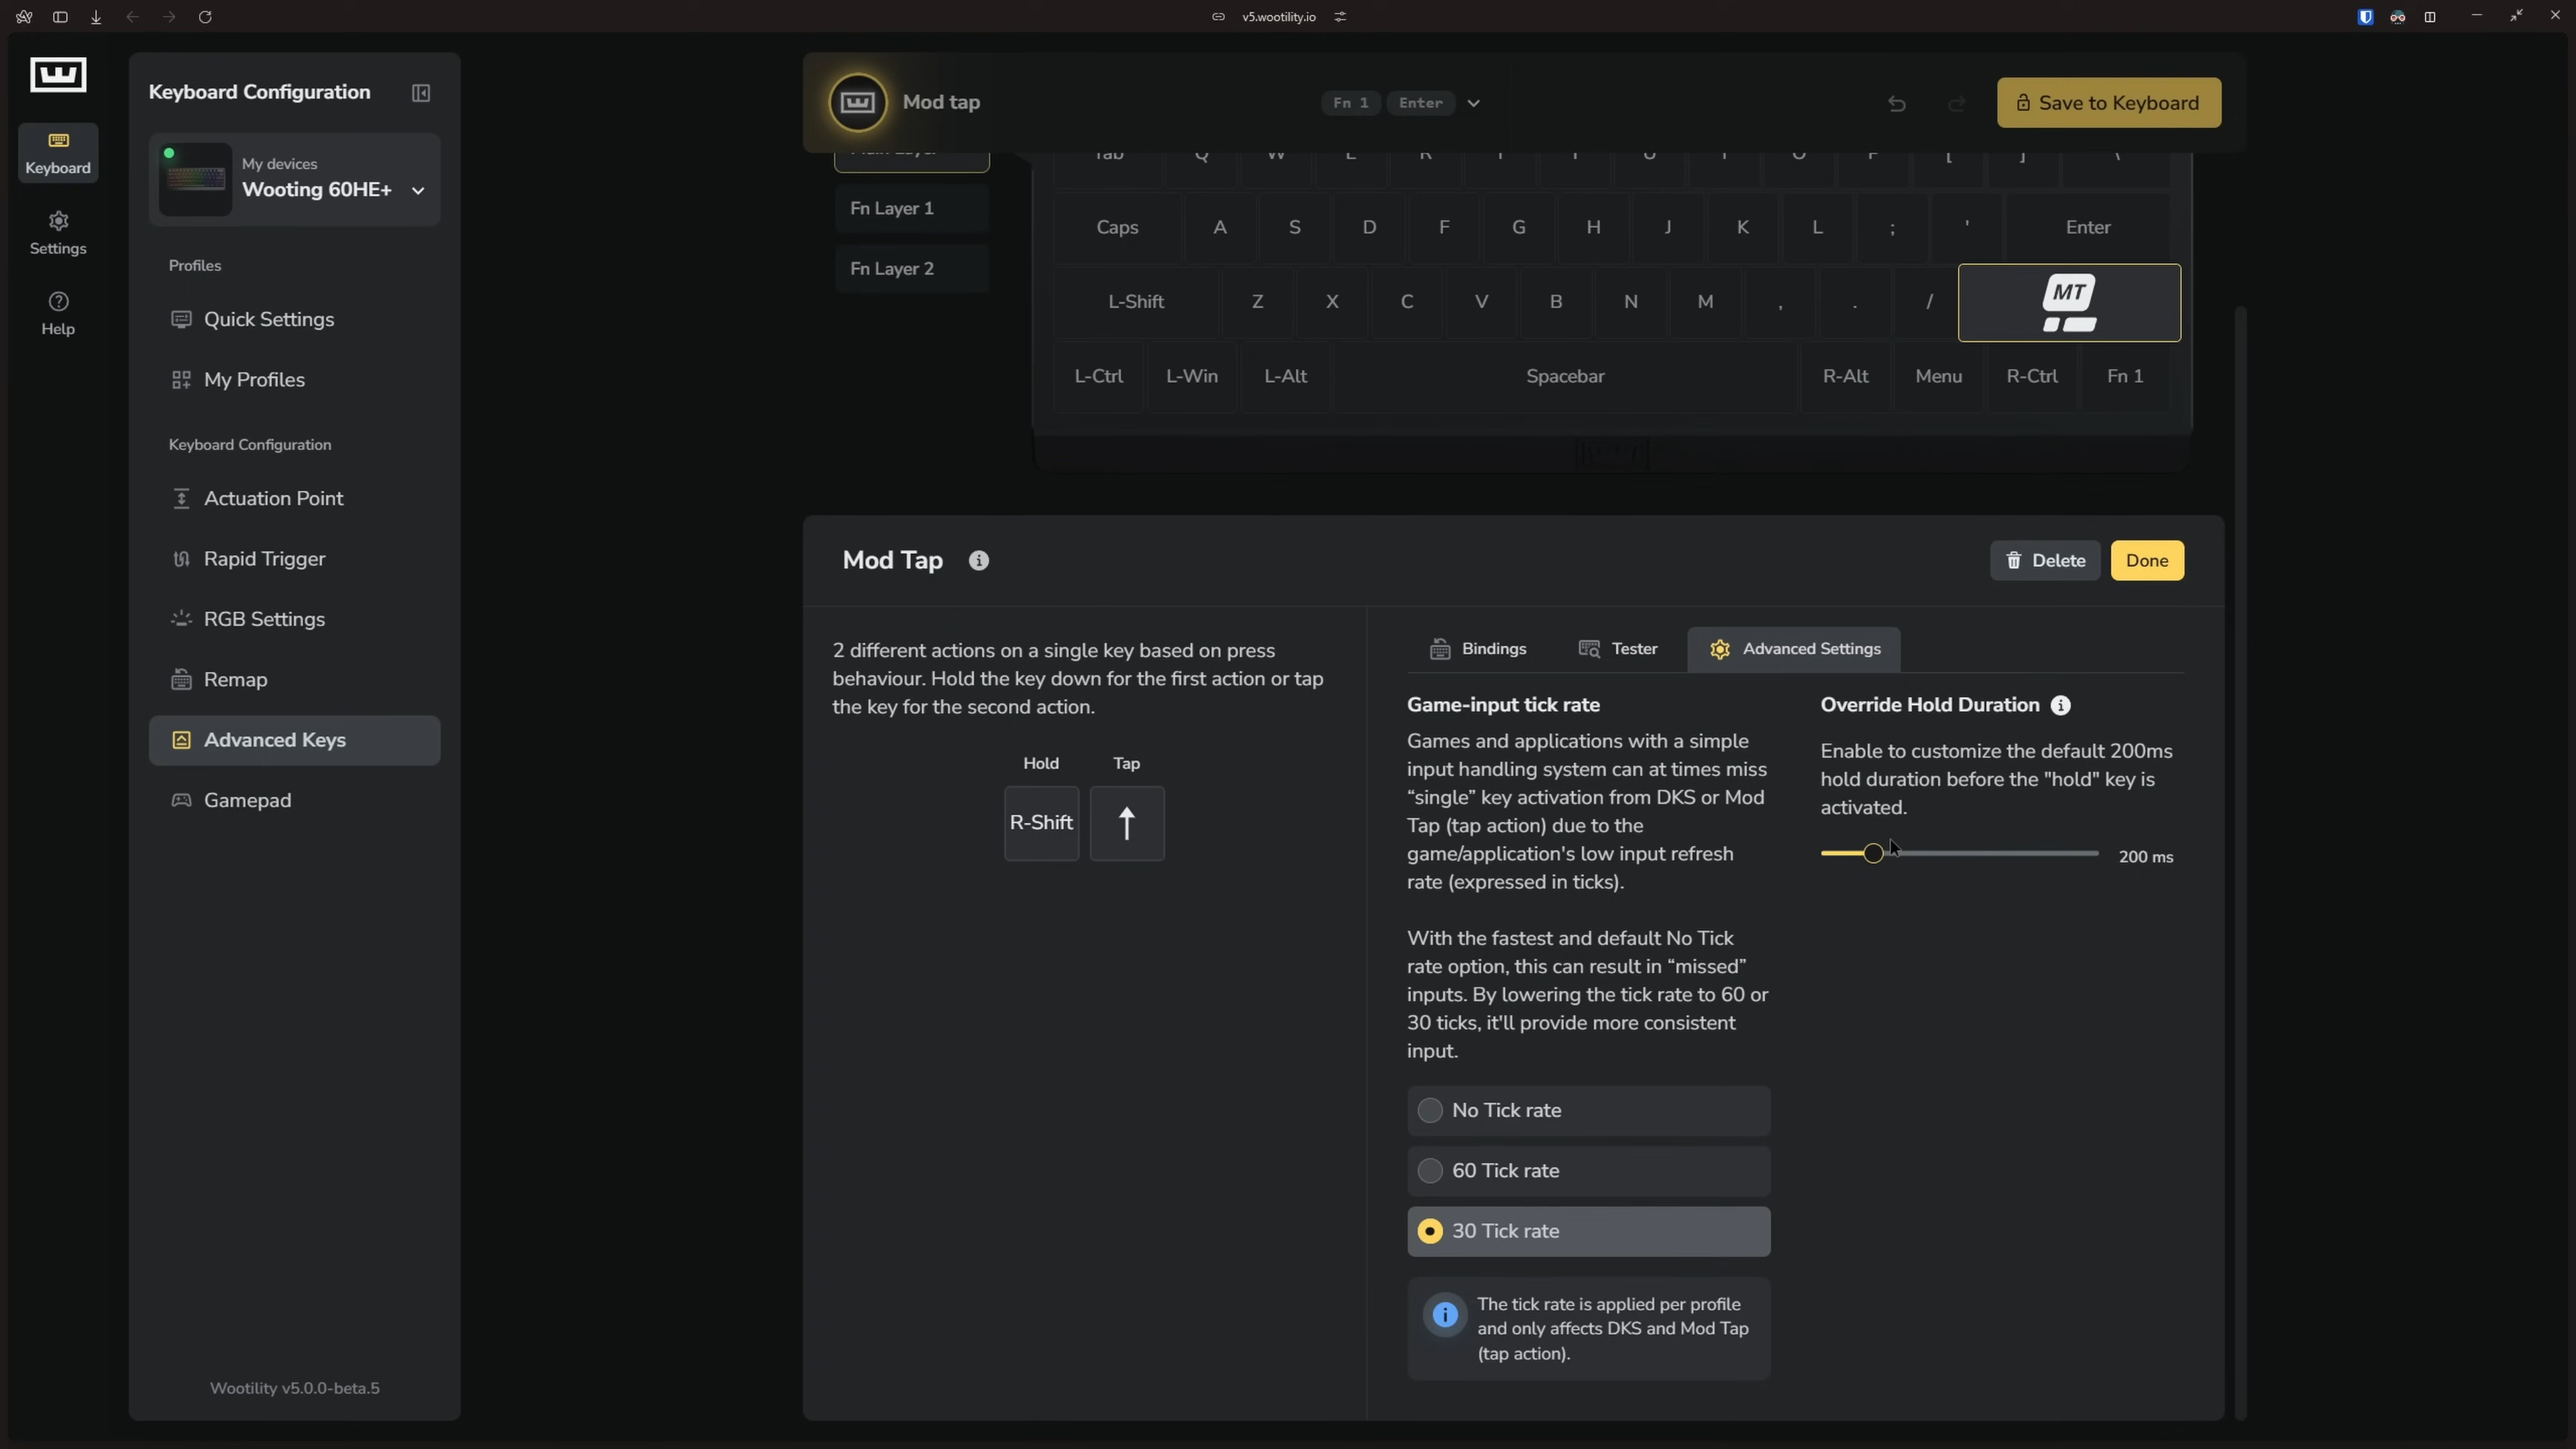 v5.wootility.io
Keyboard
Settings
Help
Keyboard Configuration
My devices
Wooting 60HE+
Profiles
Quick Settings
My Profiles
Keyboard Configuration
Actuation Point
Rapid Trigger
RGB Settings
Remap
Advanced Keys
Gamepad
Wootility v5.0.0-beta.5
Mod tap
Fn 1 Enter
Save to Keyboard
Main Layer
Fn Layer 1
Fn Layer 2
Tab Q W E R T Y U I O P [ ] \
Caps A S D F G H J K L ; ' Enter
L-Shift Z X C V B N M , . / MT
L-Ctrl L-Win L-Alt Spacebar R-Alt Menu R-Ctrl Fn 1
Mod Tap
Delete
Done
2 different actions on a single key based on press
behaviour. Hold the key down for the first action or tap
the key for the second action.
Hold Tap
R-Shift
Bindings
Tester
Advanced Settings
Game-input tick rate
Games and applications with a simple
input handling system can at times miss
“single” key activation from DKS or Mod
Tap (tap action) due to the
game/application's low input refresh
rate (expressed in ticks).
With the fastest and default No Tick
rate option, this can result in “missed”
inputs. By lowering the tick rate to 60 or
30 ticks, it'll provide more consistent
input.
No Tick rate
60 Tick rate
30 Tick rate
The tick rate is applied per profile
and only affects DKS and Mod Tap
(tap action).
Override Hold Duration
Enable to customize the default 200ms
hold duration before the "hold" key is
activated.
200 ms